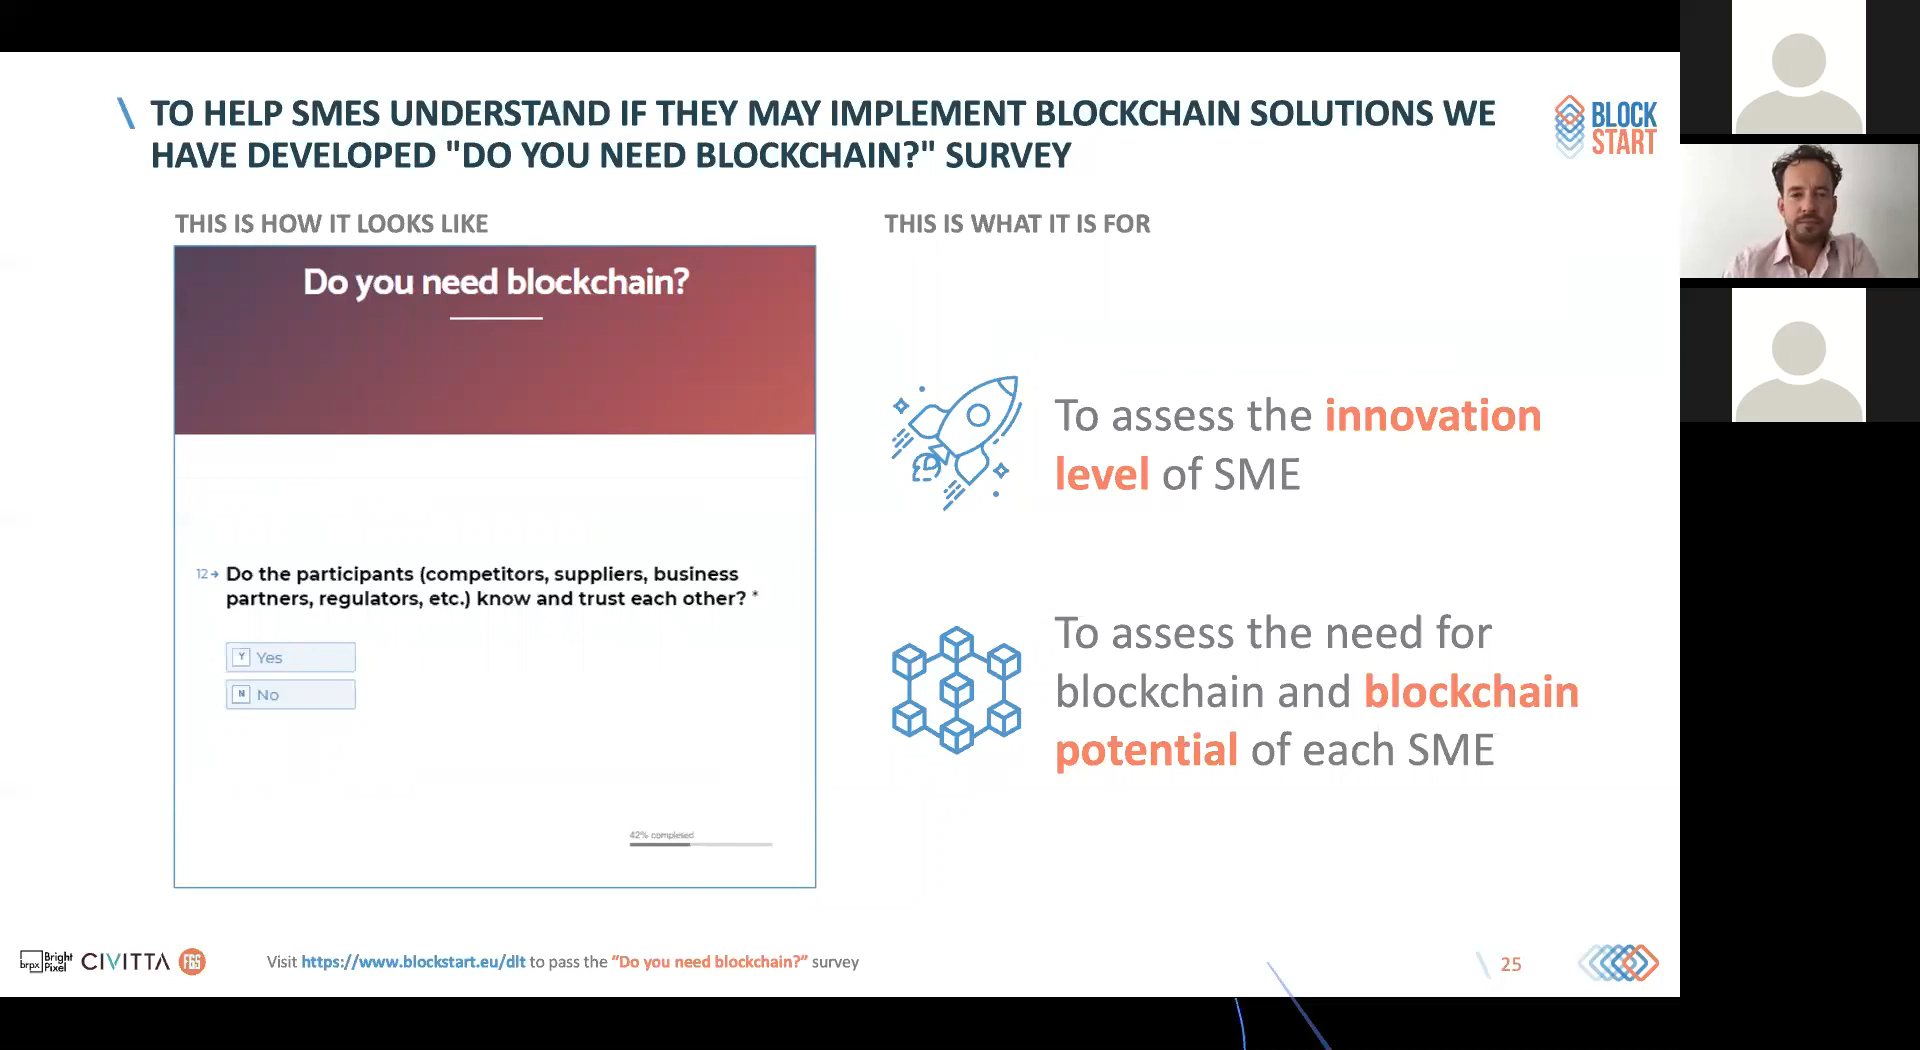 TO HELP SMES UNDERSTAND IF THEY MAY IMPLEMENT BLOCKCHAIN SOLUTIONS WE
HAVE DEVELOPED "DO YOU NEED BLOCKCHAIN?" SURVEY
BLOCK
START
THIS IS HOW IT LOOKS LIKE
Do you need blockchain?
12
Do the participants (competitors, suppliers, business
partners, regulators, etc.) know and trust each other? *
Y Yes
N No
42% completed
THIS IS WHAT IT IS FOR
To assess the innovation
level of SME
To assess the need for
blockchain and blockchain
potential of each SME
brpx Bright
Pixel
CIVITTA
F6S
Visit https://www.blockstart.eu/dlt to pass the “Do you need blockchain?” survey
25